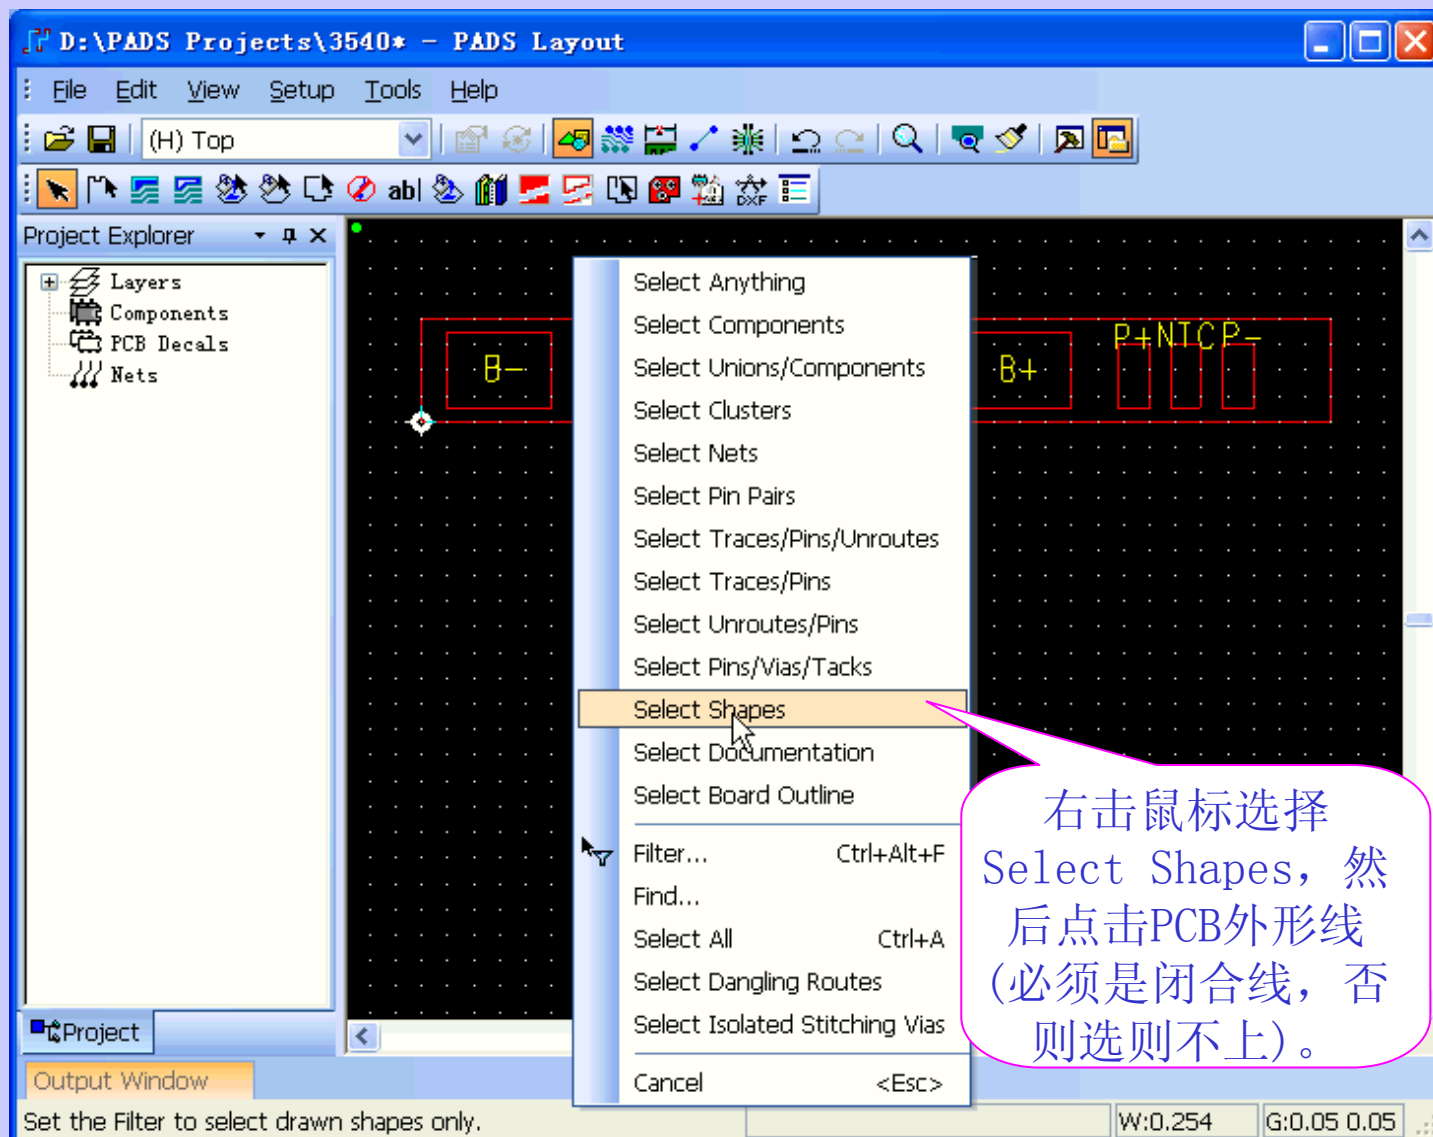 D:\PADS Projects\3540* - PADS Layout
File Edit View Setup Tools Help
(H) Top
ab|
DXF
Project Explorer
Layers
Components
PCB Decals
Nets
B-
B+
P+NTCP-
Select Anything
Select Components
Select Unions/Components
Select Clusters
Select Nets
Select Pin Pairs
Select Traces/Pins/Unroutes
Select Traces/Pins
Select Unroutes/Pins
Select Pins/Vias/Tacks
Select Shapes
Select Documentation
Select Board Outline
Filter... Ctrl+Alt+F
Find...
Select All Ctrl+A
Select Dangling Routes
Select Isolated Stitching Vias
Cancel <Esc>
右击鼠标选择
Select Shapes，然
后点击PCB外形线
(必须是闭合线，否
则选则不上)。
Project
Output Window
Set the Filter to select drawn shapes only.
W:0.254
G:0.05 0.05